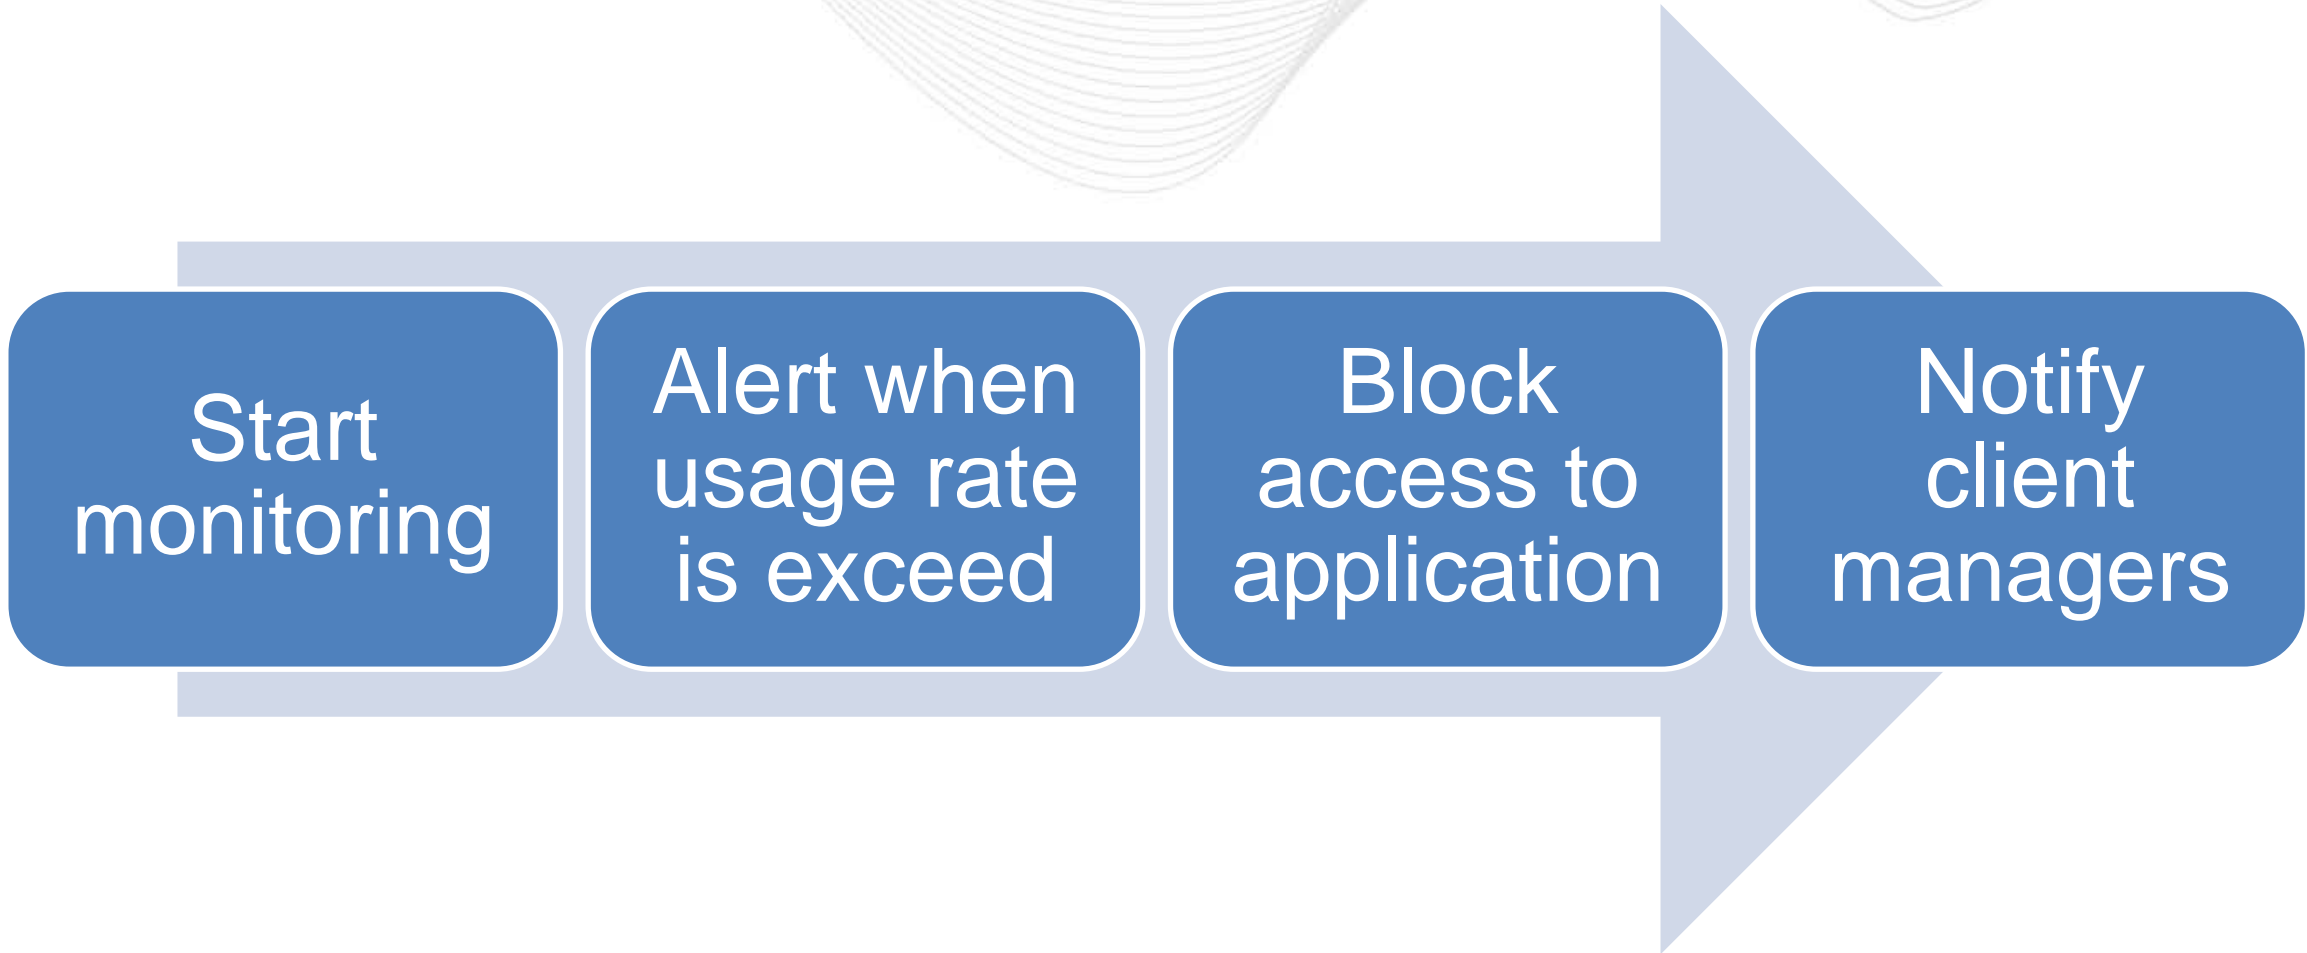 Start
monitoring
Alert when
usage rate
is exceed
Block
access to
application
Notify
client
managers